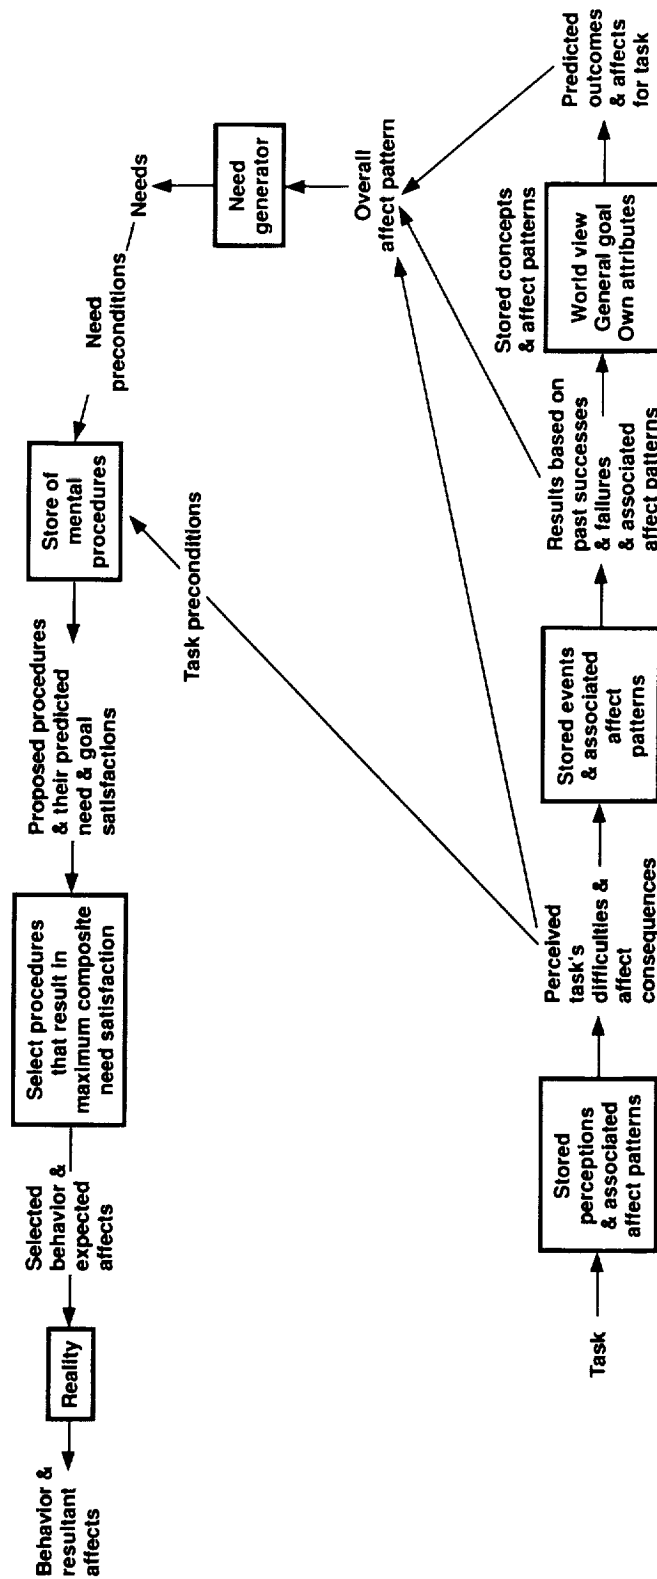 Behavior &
resultant
affects
Reality
Selected
behavior &
expected
affects
Select procedures
that result in
maximum composite
need satisfaction
Proposed procedures
& their predicted
need & goal
satisfactions
Store of
mental
procedures
Need
preconditions
Needs
Need
generator
Overall
affect pattern
Task preconditions
Task
Stored
perceptions
& associated
affect patterns
Perceived
task's
difficulties &
affect
consequences
Stored events
& associated
affect
patterns
Results based on
past successes
& failures
& associated
affect patterns
Stored concepts
& affect patterns
World view
General goal
Own attributes
Predicted
outcomes
& affects
for task